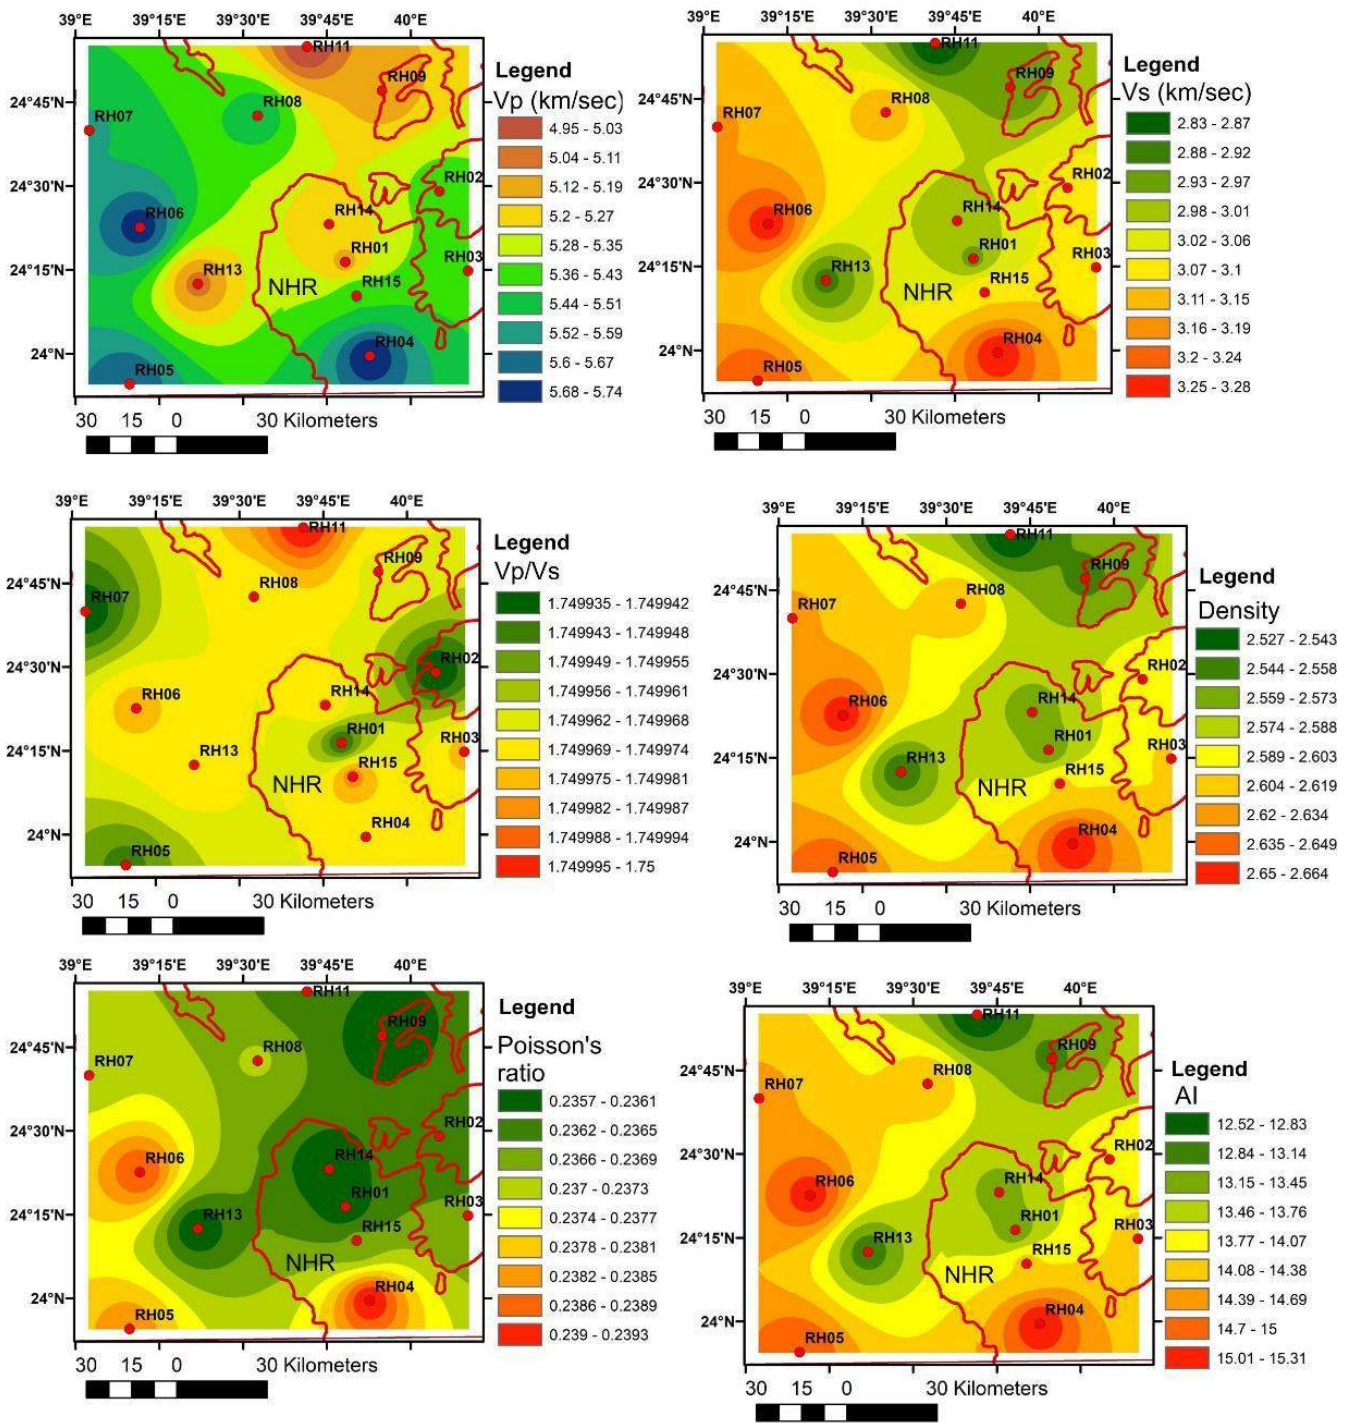 39°E 39°15'E 39°30'E 39°45'E 40°E
24°45'N
24°30'N
24°15'N
24°N
RH11
RH09
RH08
RH07
RH02
RH06
RH14
RH01
RH03
RH13
RH15
NHR
RH04
RH05
30 15 0 30 Kilometers
Legend
Vp (km/sec)
4.95 - 5.03
5.04 - 5.11
5.12 - 5.19
5.2 - 5.27
5.28 - 5.35
5.36 - 5.43
5.44 - 5.51
5.52 - 5.59
5.6 - 5.67
5.68 - 5.74
39°E 39°15'E 39°30'E 39°45'E 40°E
24°45'N
24°30'N
24°15'N
24°N
RH11
RH09
RH08
RH07
RH02
RH06
RH14
RH01
RH03
RH13
RH15
NHR
RH04
RH05
30 15 0 30 Kilometers
Legend
Vs (km/sec)
2.83 - 2.87
2.88 - 2.92
2.93 - 2.97
2.98 - 3.01
3.02 - 3.06
3.07 - 3.1
3.11 - 3.15
3.16 - 3.19
3.2 - 3.24
3.25 - 3.28
39°E 39°15'E 39°30'E 39°45'E 40°E
24°45'N
24°30'N
24°15'N
24°N
RH11
RH09
RH08
RH07
RH02
RH06
RH14
RH01
RH03
RH13
RH15
NHR
RH04
RH05
30 15 0 30 Kilometers
Legend
Vp/Vs
1.749935 - 1.749942
1.749943 - 1.749948
1.749949 - 1.749955
1.749956 - 1.749961
1.749962 - 1.749968
1.749969 - 1.749974
1.749975 - 1.749981
1.749982 - 1.749987
1.749988 - 1.749994
1.749995 - 1.75
39°E 39°15'E 39°30'E 39°45'E 40°E
24°45'N
24°30'N
24°15'N
24°N
RH11
RH09
RH08
RH07
RH02
RH06
RH14
RH01
RH03
RH13
RH15
NHR
RH04
RH05
30 15 0 30 Kilometers
Legend
Density
2.527 - 2.543
2.544 - 2.558
2.559 - 2.573
2.574 - 2.588
2.589 - 2.603
2.604 - 2.619
2.62 - 2.634
2.635 - 2.649
2.65 - 2.664
39°E 39°15'E 39°30'E 39°45'E 40°E
24°45'N
24°30'N
24°15'N
24°N
RH11
RH09
RH08
RH07
RH02
RH06
RH14
RH01
RH03
RH13
RH15
NHR
RH04
RH05
30 15 0 30 Kilometers
Legend
Poisson's
ratio
0.2357 - 0.2361
0.2362 - 0.2365
0.2366 - 0.2369
0.237 - 0.2373
0.2374 - 0.2377
0.2378 - 0.2381
0.2382 - 0.2385
0.2386 - 0.2389
0.239 - 0.2393
39°E 39°15'E 39°30'E 39°45'E 40°E
24°45'N
24°30'N
24°15'N
24°N
RH11
RH09
RH08
RH07
RH02
RH06
RH14
RH01
RH03
RH13
RH15
NHR
RH04
RH05
30 15 0 30 Kilometers
Legend
AI
12.52 - 12.83
12.84 - 13.14
13.15 - 13.45
13.46 - 13.76
13.77 - 14.07
14.08 - 14.38
14.39 - 14.69
14.7 - 15
15.01 - 15.31